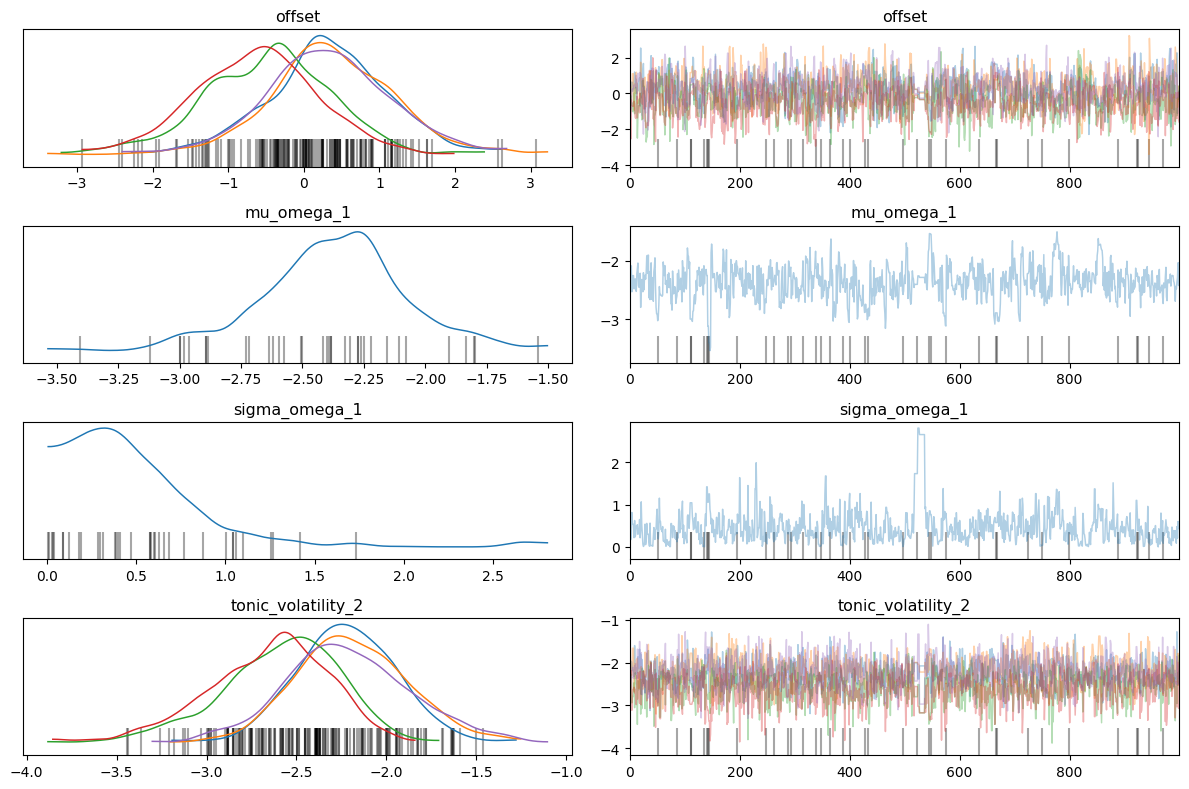 offset offset
−3 −2 −1 0 1 2 3
2
0
−2
−4
0 200 400 600 800
mu_omega_1 mu_omega_1
−3.50 −3.25 −3.00 −2.75 −2.50 −2.25 −2.00 −1.75 −1.50
−2
−3
0 200 400 600 800
sigma_omega_1 sigma_omega_1
0.0 0.5 1.0 1.5 2.0 2.5
2
1
0
0 200 400 600 800
tonic_volatility_2 tonic_volatility_2
−4.0 −3.5 −3.0 −2.5 −2.0 −1.5 −1.0
−1
−2
−3
−4
0 200 400 600 800